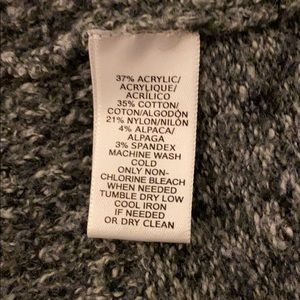 37% ACRYLIC/
ACRYLIQUE/
ACRÍLICO
35% COTTON/
COTON/ALGODÓN
21% NYLON/NILÓN
4% ALPACA/
ALPAGA
3% SPANDEX
MACHINE WASH
COLD
ONLY NON-
CHLORINE BLEACH
WHEN NEEDED
TUMBLE DRY LOW
COOL IRON
IF NEEDED
OR DRY CLEAN